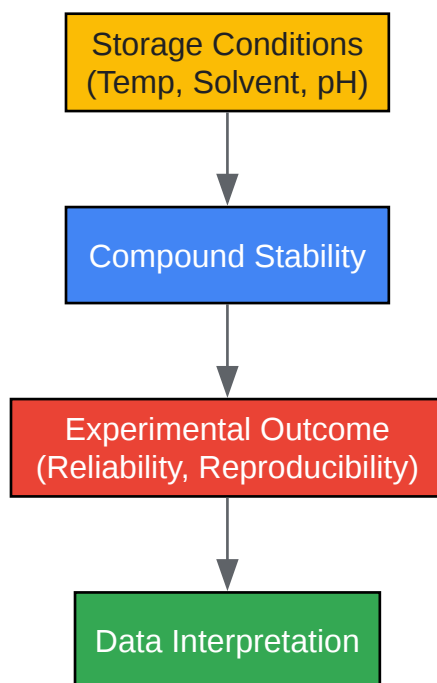 Storage Conditions
(Temp, Solvent, pH)
Compound Stability
Experimental Outcome
(Reliability, Reproducibility)
Data Interpretation